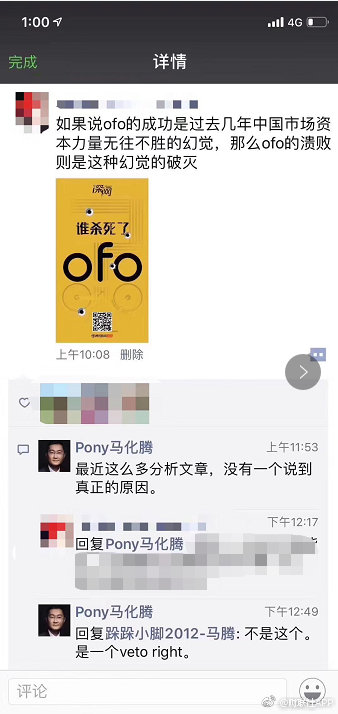 1:00
4G
完成
详情
如果说ofo的成功是过去几年中国市场资
本力量无往不胜的幻觉，那么ofo的溃败
则是这种幻觉的破灭
深网
谁杀死了
ofo
上午10:08 删除
Pony马化腾
上午11:53
最近这么多分析文章，没有一个说到
真正的原因。
下午12:17
回复Pony马化腾
Pony马化腾
下午12:49
回复跺跺小脚2012-马腾: 不是这个。
是一个veto right。
评论